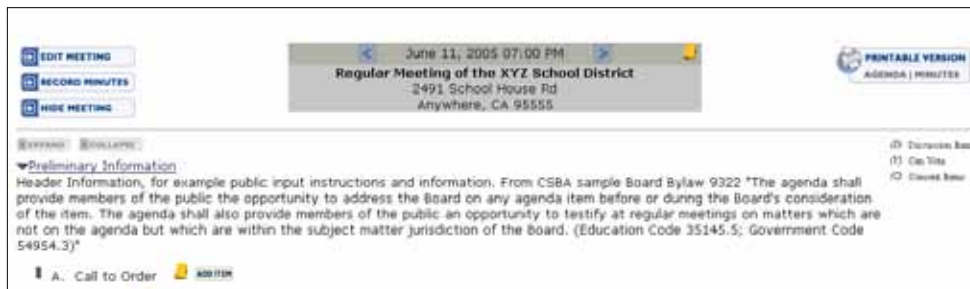 EDIT MEETING
RECORD MINUTES
HIDE MEETING
June 11, 2005 07:00 PM
Regular Meeting of the XYZ School District
2491 School House Rd
Anywhere, CA 95555
PRINTABLE VERSION
AGENDA | MINUTES
EXPAND COLLAPSE
Preliminary Information
Header Information, for example public input instructions and information. From CSBA sample Board Bylaw 9322 "The agenda shall
provide members of the public the opportunity to address the Board on any agenda item before or during the Board's consideration
of the item. The agenda shall also provide members of the public an opportunity to testify at regular meetings on matters which are
not on the agenda but which are within the subject matter jurisdiction of the Board. (Education Code 35145.5; Government Code
54954.3)"
A. Call to Order ADD ITEM